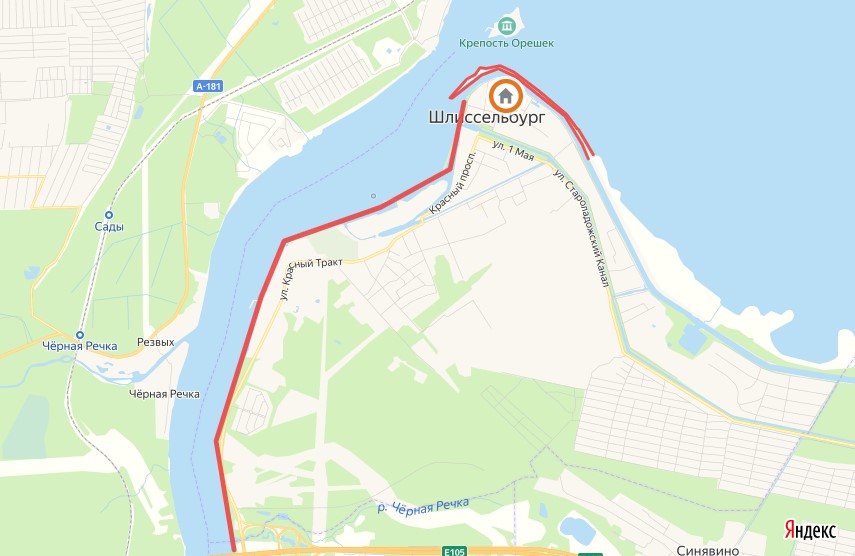 Крепость Орешек
А-181
Шлиссельбург
ул. 1 Мая
Красный просп.
ул. Староладожский Канал
Сады
ул. Красный Тракт
Чёрная Речка
Резвых
Чёрная Речка
р. Чёрная Речка
Яндекс
E105
Синявино